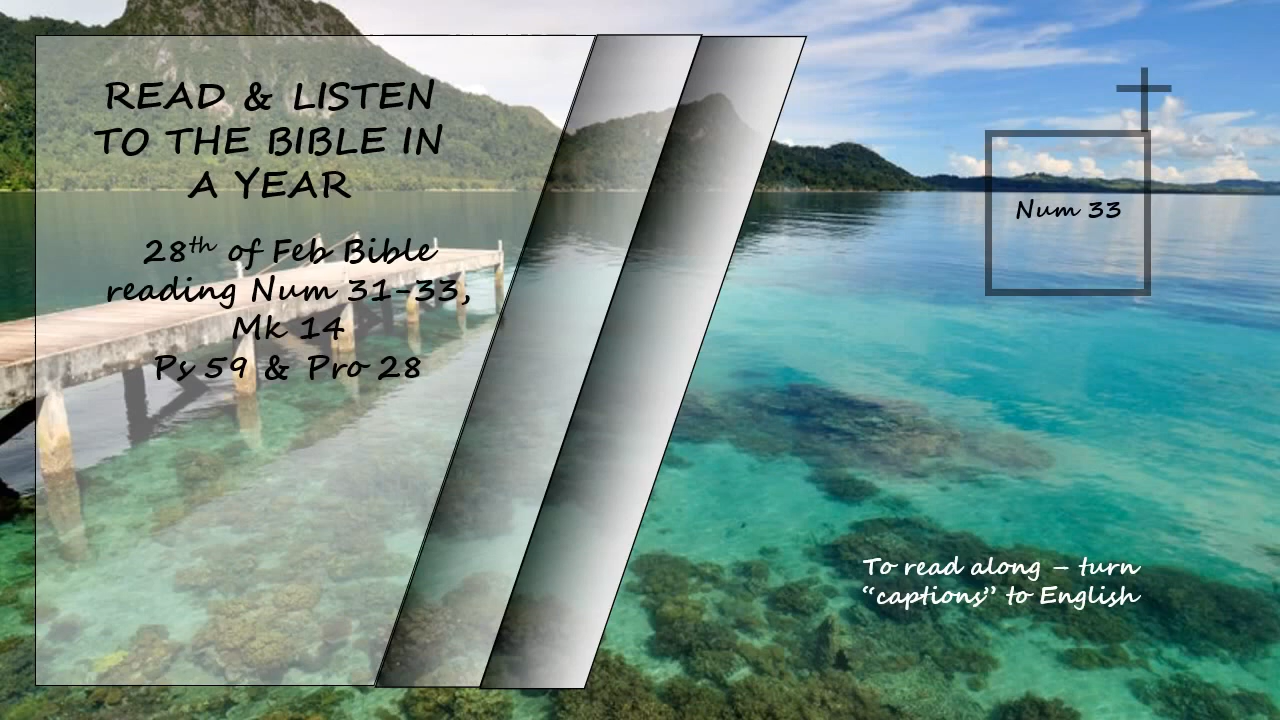 READ & LISTEN
TO THE BIBLE IN
A YEAR
28th of Feb Bible
reading Num 31-33,
Mk 14
Ps 59 & Pro 28
Num 33
To read along – turn
“captions” to English